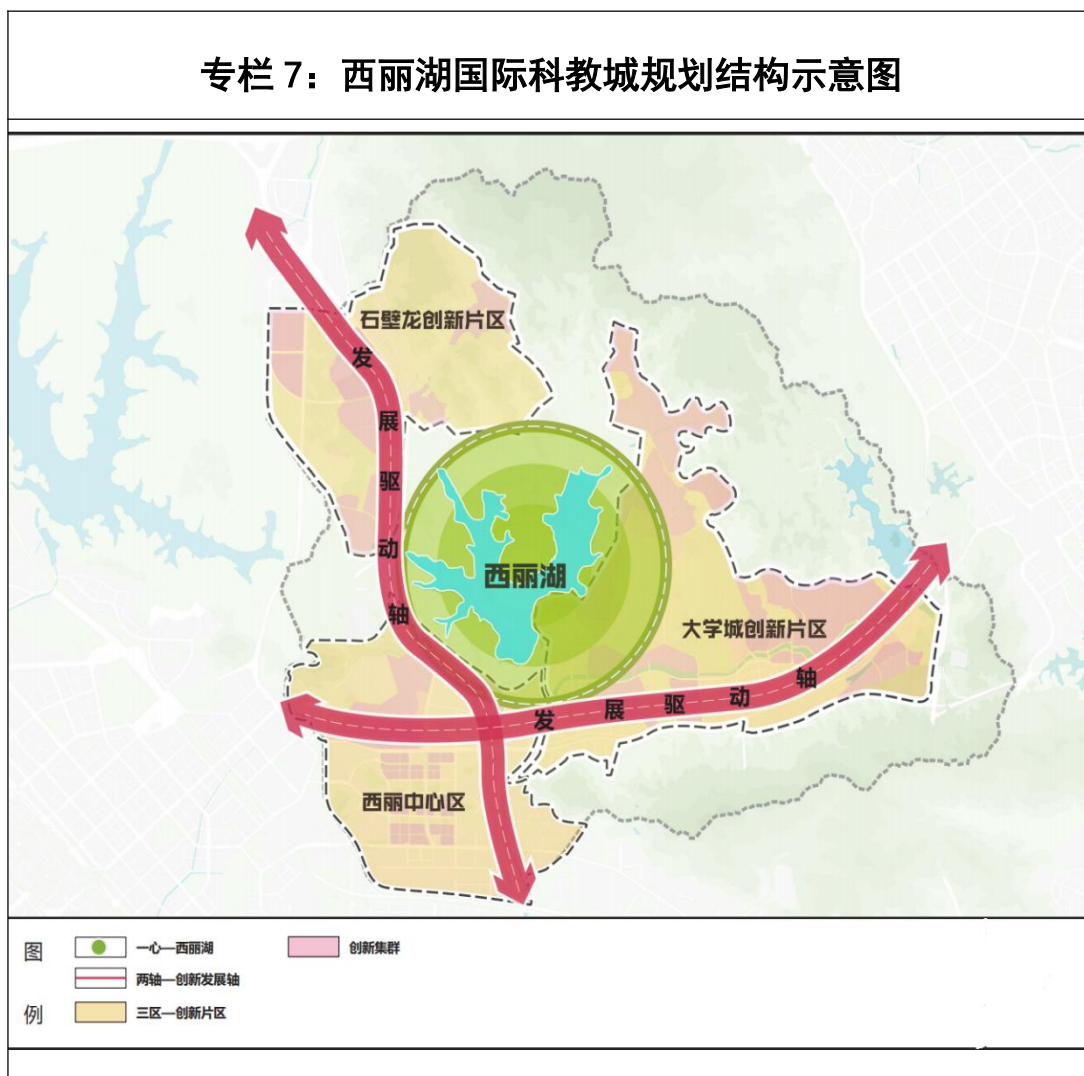 专栏 7：西丽湖国际科教城规划结构示意图
石壁龙创新片区
发展驱动轴
西丽湖
大学城创新片区
发展驱动轴
西丽中心区
图例
一心—西丽湖
创新集群
两轴—创新发展轴
三区—创新片区